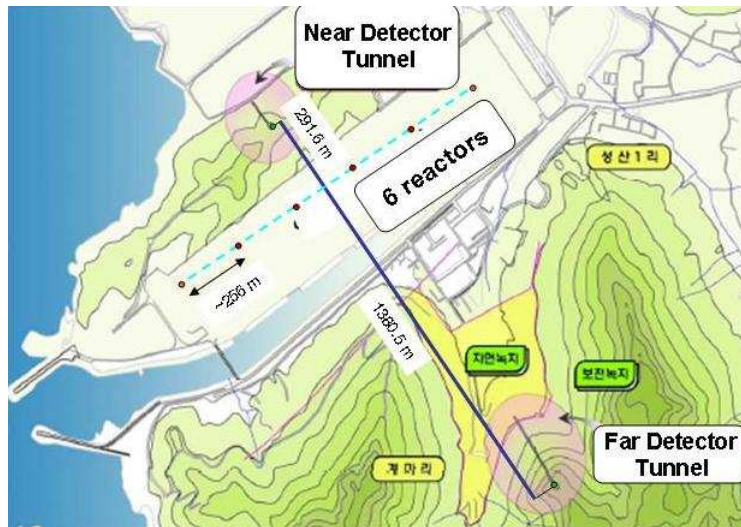 Near Detector
Tunnel
291.6 m
6 reactors
성산1리
~256 m
1380.5 m
자연녹지
보전녹지
계마리
Far Detector
Tunnel